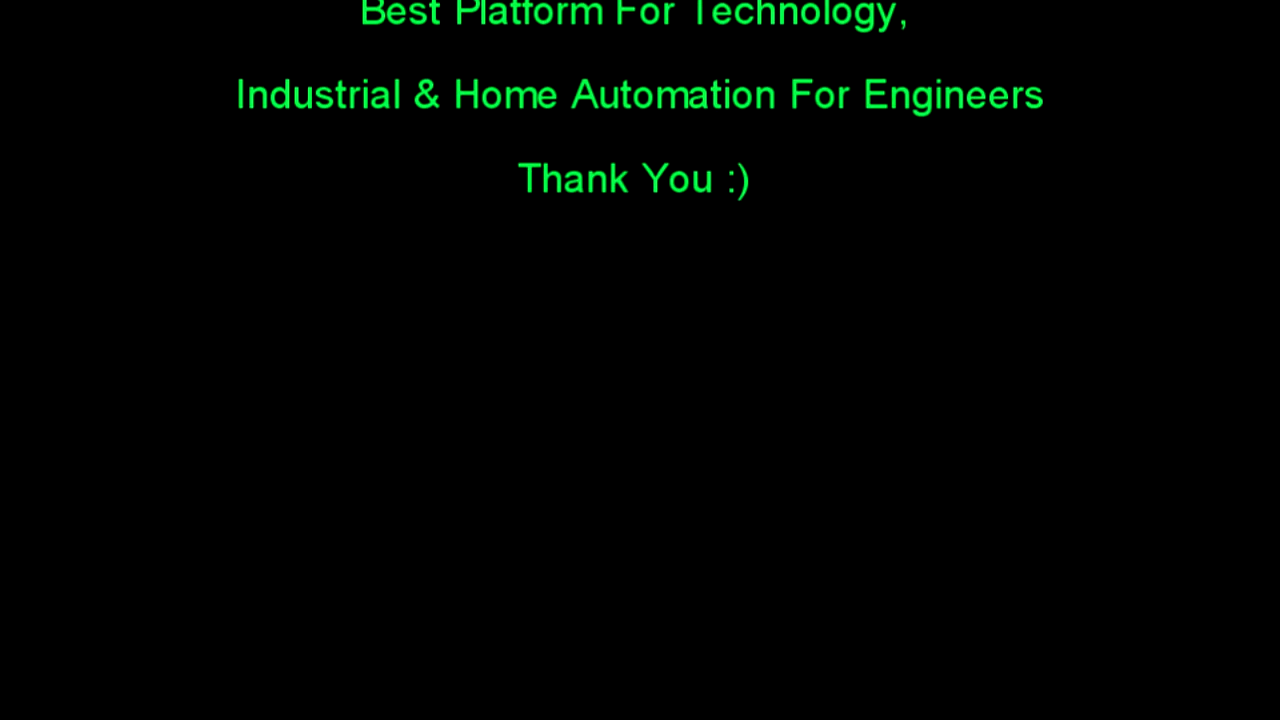 Best Platform For Technology,
Industrial & Home Automation For Engineers
Thank You :)